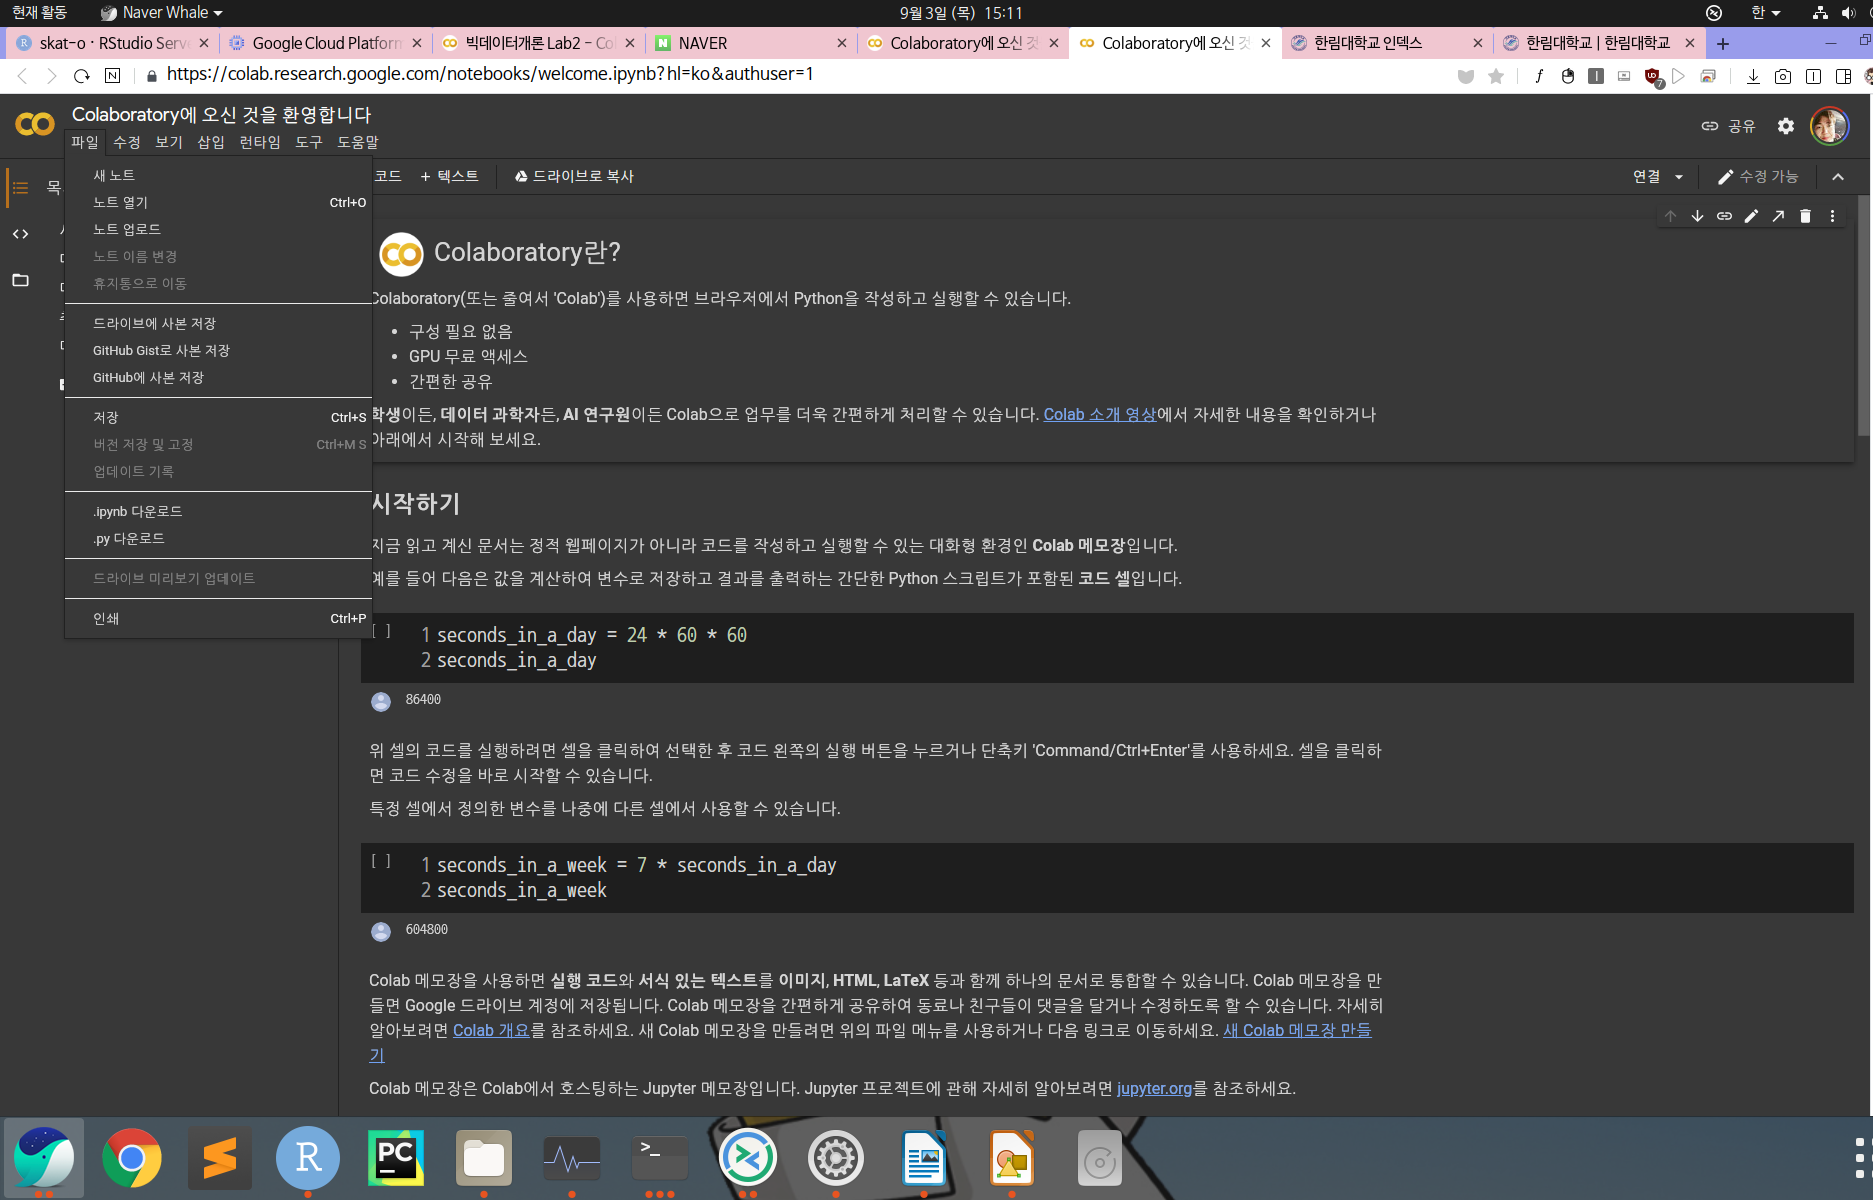 현재 활동
Naver Whale
9월 3일 (목) 15:11
한
skat-o · RStudio Serv
Google Cloud Platform
빅데이터개론 Lab2 - Co
NAVER
Colaboratory에 오신 것
Colaboratory에 오신 것
한림대학교 인덱스
한림대학교 | 한림대학교
https://colab.research.google.com/notebooks/welcome.ipynb?hl=ko&authuser=1
7
Colaboratory에 오신 것을 환영합니다
공유
파일 수정 보기 삽입 런타임 도구 도움말
코드 + 텍스트 드라이브로 복사
연결 수정 가능
목
새 노트
노트 열기 Ctrl+O
노트 업로드
노트 이름 변경
휴지통으로 이동
드라이브에 사본 저장
GitHub Gist로 사본 저장
GitHub에 사본 저장
저장 Ctrl+S
버전 저장 및 고정 Ctrl+M S
업데이트 기록
.ipynb 다운로드
.py 다운로드
드라이브 미리보기 업데이트
인쇄 Ctrl+P
Colaboratory란?
Colaboratory(또는 줄여서 'Colab')를 사용하면 브라우저에서 Python을 작성하고 실행할 수 있습니다.
• 구성 필요 없음
• GPU 무료 액세스
• 간편한 공유
학생이든, 데이터 과학자든, AI 연구원이든 Colab으로 업무를 더욱 간편하게 처리할 수 있습니다. Colab 소개 영상에서 자세한 내용을 확인하거나
아래에서 시작해 보세요.
시작하기
지금 읽고 계신 문서는 정적 웹페이지가 아니라 코드를 작성하고 실행할 수 있는 대화형 환경인 Colab 메모장입니다.
예를 들어 다음은 값을 계산하여 변수로 저장하고 결과를 출력하는 간단한 Python 스크립트가 포함된 코드 셀입니다.
[ ] 1 seconds_in_a_day = 24 * 60 * 60
2 seconds_in_a_day
86400
위 셀의 코드를 실행하려면 셀을 클릭하여 선택한 후 코드 왼쪽의 실행 버튼을 누르거나 단축키 'Command/Ctrl+Enter'를 사용하세요. 셀을 클릭하
면 코드 수정을 바로 시작할 수 있습니다.
특정 셀에서 정의한 변수를 나중에 다른 셀에서 사용할 수 있습니다.
[ ] 1 seconds_in_a_week = 7 * seconds_in_a_day
2 seconds_in_a_week
604800
Colab 메모장을 사용하면 실행 코드와 서식 있는 텍스트를 이미지, HTML, LaTeX 등과 함께 하나의 문서로 통합할 수 있습니다. Colab 메모장을 만
들면 Google 드라이브 계정에 저장됩니다. Colab 메모장을 간편하게 공유하여 동료나 친구들이 댓글을 달거나 수정하도록 할 수 있습니다. 자세히
알아보려면 Colab 개요를 참조하세요. 새 Colab 메모장을 만들려면 위의 파일 메뉴를 사용하거나 다음 링크로 이동하세요. 새 Colab 메모장 만들
기
Colab 메모장은 Colab에서 호스팅하는 Jupyter 메모장입니다. Jupyter 프로젝트에 관해 자세히 알아보려면 jupyter.org를 참조하세요.
R
PC
>_